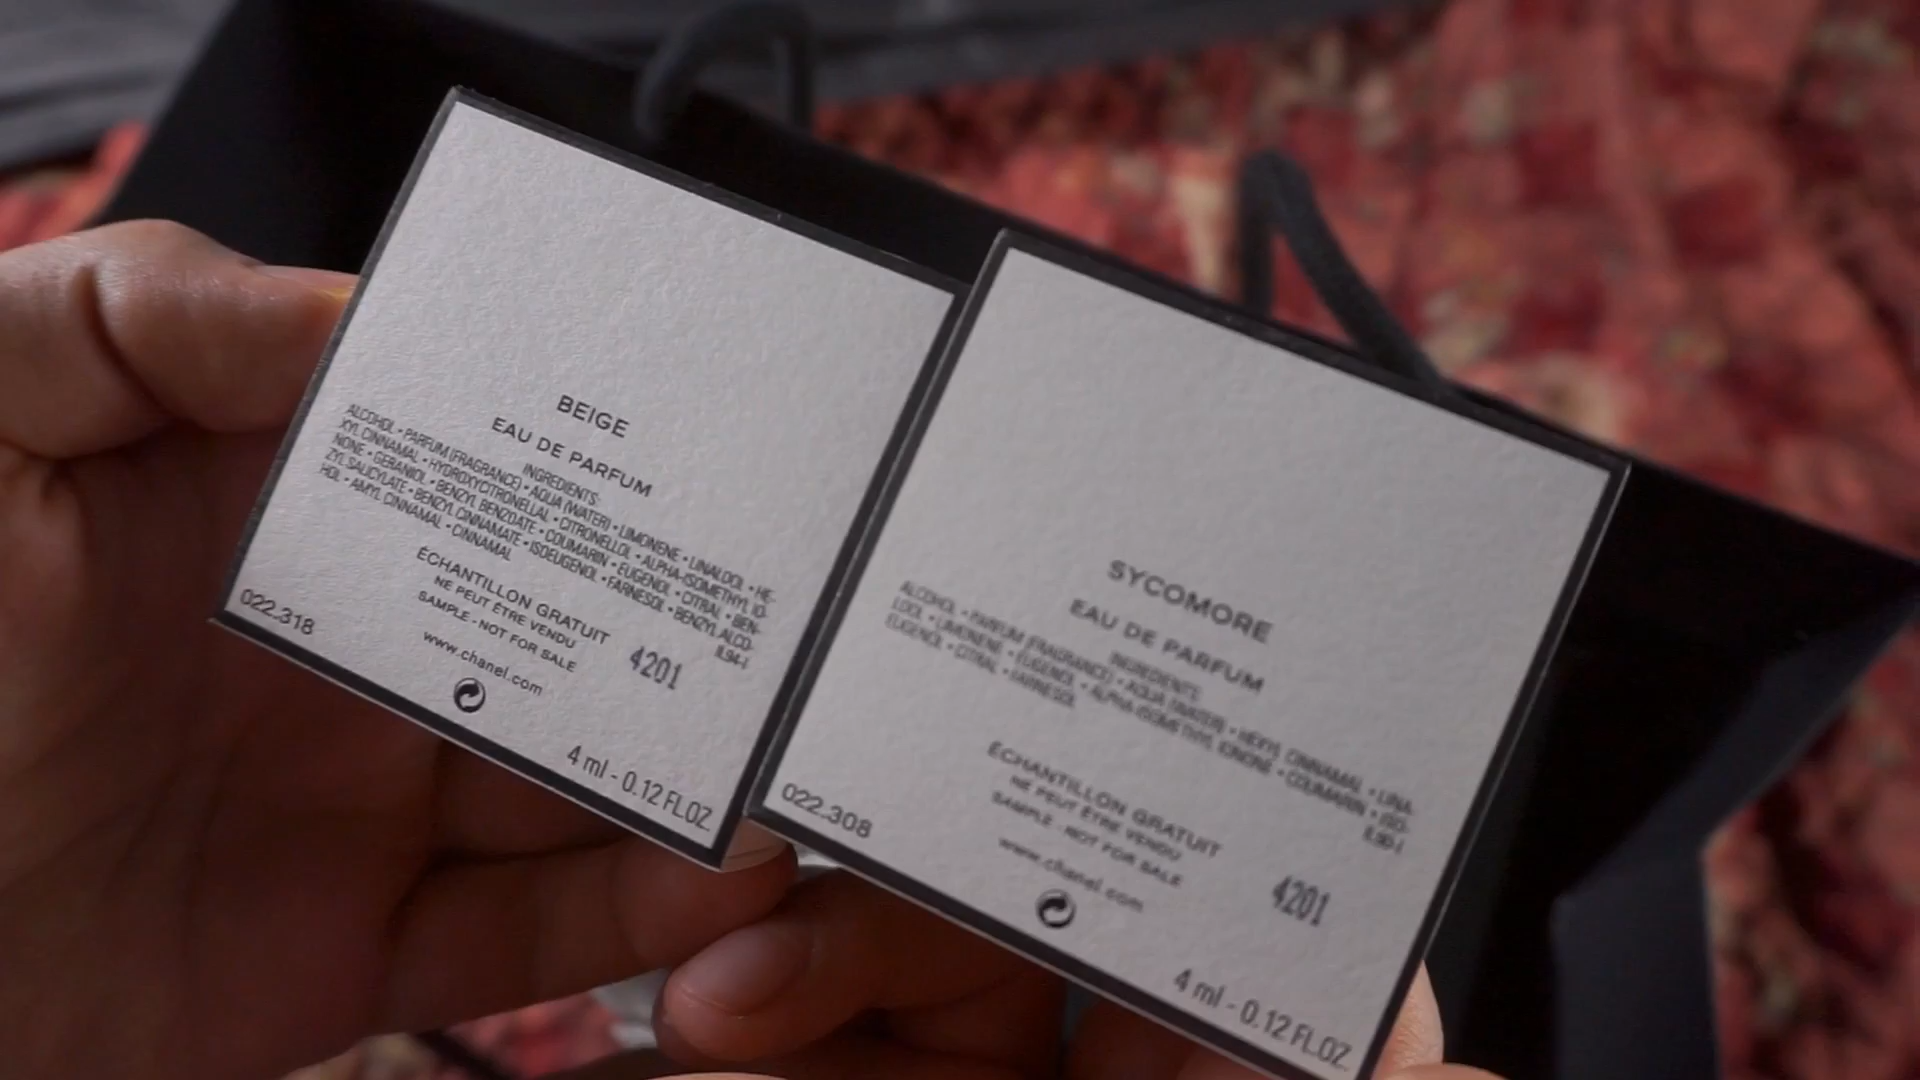 BEIGE
EAU DE PARFUM
INGREDIENTS:
ALCOHOL • PARFUM (FRAGRANCE) • AQUA (WATER) • LIMONENE • LINALOOL • HE-
XYL CINNAMAL • HYDROXYCITRONELLAL • CITRONELLOL • ALPHA-ISOMETHYL IO-
NONE • GERANIOL • BENZYL BENZOATE • COUMARIN • EUGENOL • CITRAL • BEN-
ZYL SALICYLATE • BENZYL CINNAMATE • ISOEUGENOL • FARNESOL • BENZYL ALCO-
HOL • AMYL CINNAMAL • CINNAMAL
IL94-1
ÉCHANTILLON GRATUIT
NE PEUT ÊTRE VENDU
SAMPLE - NOT FOR SALE
www.chanel.com
022.318
4201
4 ml - 0.12 FL.OZ.
SYCOMORE
EAU DE PARFUM
INGREDIENTS:
ALCOHOL • PARFUM (FRAGRANCE) • AQUA (WATER) • HEXYL CINNAMAL • LINA-
LOOL • LIMONENE • EUGENOL • ALPHA-ISOMETHYL IONONE • COUMARIN • ISO-
EUGENOL • CITRAL • FARNESOL
ÉCHANTILLON GRATUIT
NE PEUT ÊTRE VENDU
SAMPLE - NOT FOR SALE
www.chanel.com
022.308
4201
4 ml - 0.12 FL.OZ.